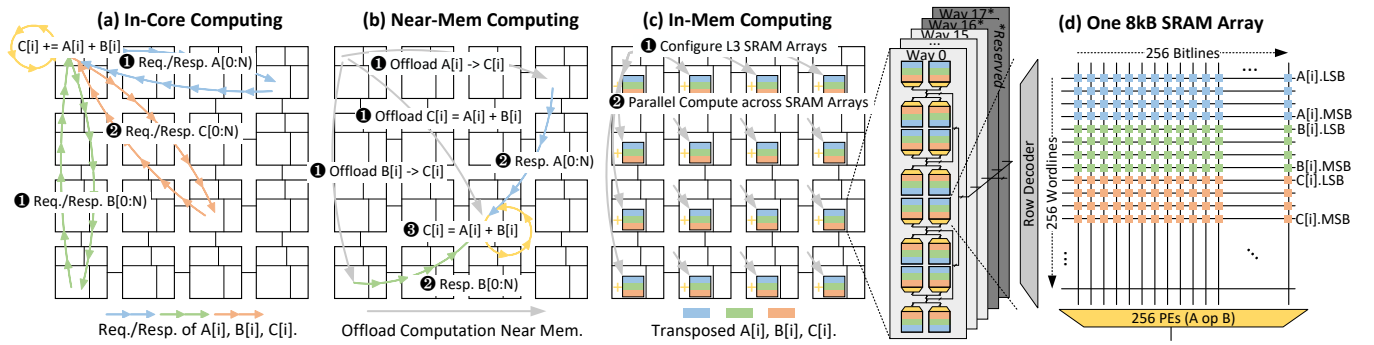 (a) In-Core Computing
C[i] += A[i] + B[i]
❶ Req./Resp. A[0:N)
❷ Req./Resp. C[0:N)
❶ Req./Resp. B[0:N)
Req./Resp. of A[i], B[i], C[i].
(b) Near-Mem Computing
❶ Offload A[i] -> C[i]
❶ Offload C[i] = A[i] + B[i]
❷ Resp. A[0:N)
❶ Offload B[i] -> C[i]
❸ C[i] = A[i] + B[i]
❷ Resp. B[0:N)
Offload Computation Near Mem.
(c) In-Mem Computing
❶ Configure L3 SRAM Arrays
❷ Parallel Compute across SRAM Arrays
Transposed A[i], B[i], C[i].
Way 17*
Way 16*
Way 15
...
Way 0
*Reserved
(d) One 8kB SRAM Array
256 Bitlines
Row Decoder
256 Wordlines
...
A[i].LSB
A[i].MSB
B[i].LSB
B[i].MSB
C[i].LSB
C[i].MSB
...
...
256 PEs (A op B)